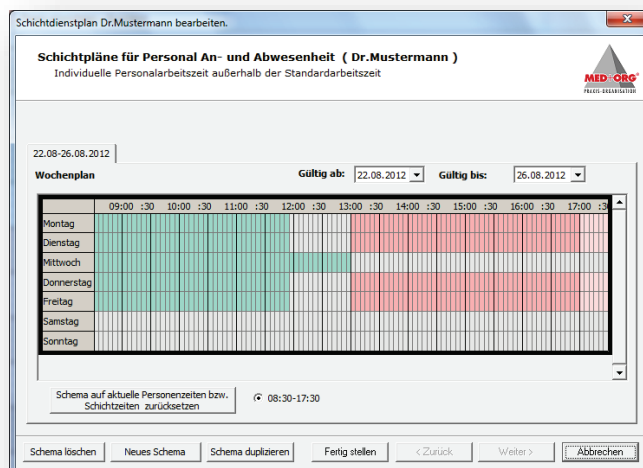 Schichtdienstplan Dr.Mustermann bearbeiten.
Schichtpläne für Personal An- und Abwesenheit ( Dr.Mustermann )
Individuelle Personalarbeitszeit außerhalb der Standardarbeitszeit
MED-ORG®
PRAXIS-ORGANISATION
22.08-26.08.2012
Wochenplan Gültig ab: 22.08.2012 Gültig bis: 26.08.2012
09:00 :30 10:00 :30 11:00 :30 12:00 :30 13:00 :30 14:00 :30 15:00 :30 16:00 :30 17:00 :3
Montag
Dienstag
Mittwoch
Donnerstag
Freitag
Samstag
Sonntag
Schema auf aktuelle Personenzeiten bzw.
Schichtzeiten zurücksetzen
08:30-17:30
Schema löschen Neues Schema Schema duplizieren Fertig stellen < Zurück Weiter > Abbrechen